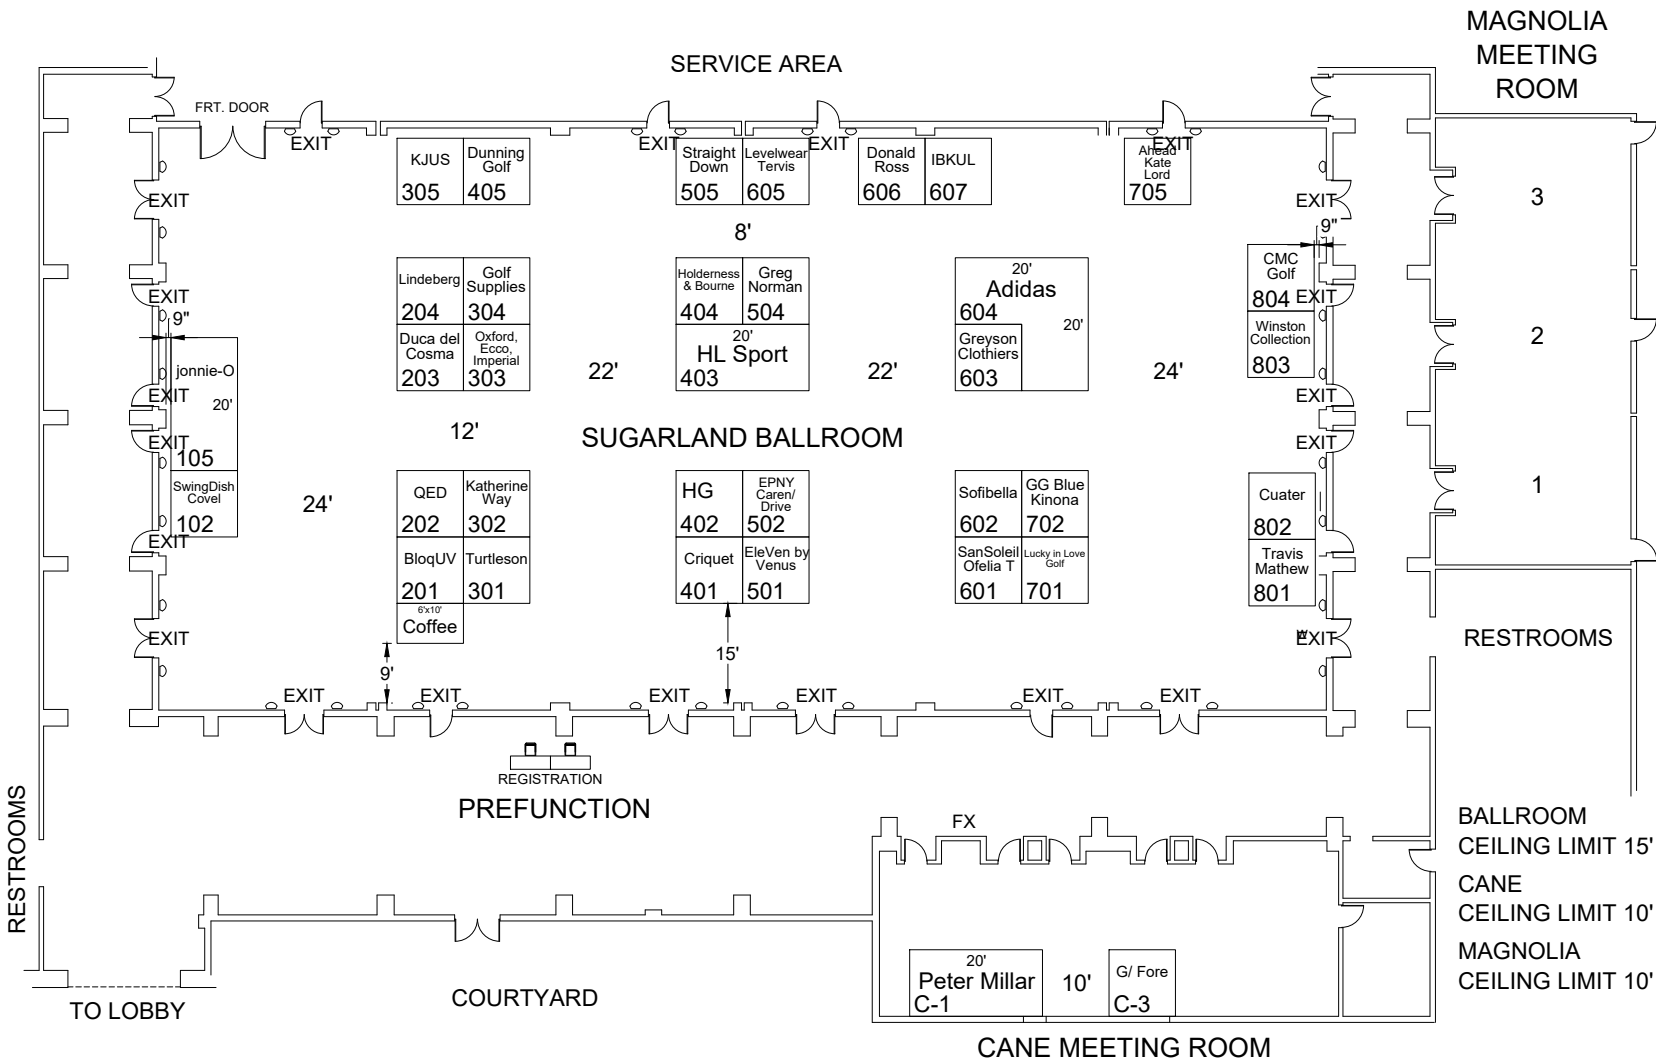 MAGNOLIA
MEETING
ROOM
SERVICE AREA
FRT. DOOR
EXIT
EXIT
EXIT
EXIT
KJUS
305
Dunning
Golf
405
Straight
Down
505
Levelwear
Tervis
605
Donald
Ross
606
IBKUL
607
Ahead
Kate
Lord
705
EXIT
EXIT
3
8'
9"
Lindeberg
204
Golf
Supplies
304
Holderness
& Bourne
404
Greg
Norman
504
20'
Adidas
604
20'
CMC
Golf
804
EXIT
EXIT
9"
Duca del
Cosma
203
Oxford,
Ecco,
Imperial
303
20'
HL Sport
403
Greyson
Clothiers
603
Winston
Collection
803
2
jonnie-O
20'
105
22'
22'
24'
EXIT
EXIT
12'
SUGARLAND BALLROOM
EXIT
EXIT
SwingDish
Covel
102
24'
QED
202
Katherine
Way
302
HG
402
EPNY
Caren/
Drive
502
Sofibella
602
GG Blue
Kinona
702
Cuater
802
1
EXIT
BloqUV
201
Turtleson
301
Criquet
401
EleVen by
Venus
501
SanSoleil
Ofelia T
601
Lucky in Love
Golf
701
Travis
Mathew
801
6'x10'
Coffee
EXIT
EXIT
RESTROOMS
9'
15'
EXIT
EXIT
EXIT
EXIT
EXIT
EXIT
REGISTRATION
PREFUNCTION
RESTROOMS
FX
BALLROOM
CEILING LIMIT 15'
CANE
CEILING LIMIT 10'
MAGNOLIA
CEILING LIMIT 10'
20'
Peter Millar
C-1
10'
G/ Fore
C-3
TO LOBBY
COURTYARD
CANE MEETING ROOM